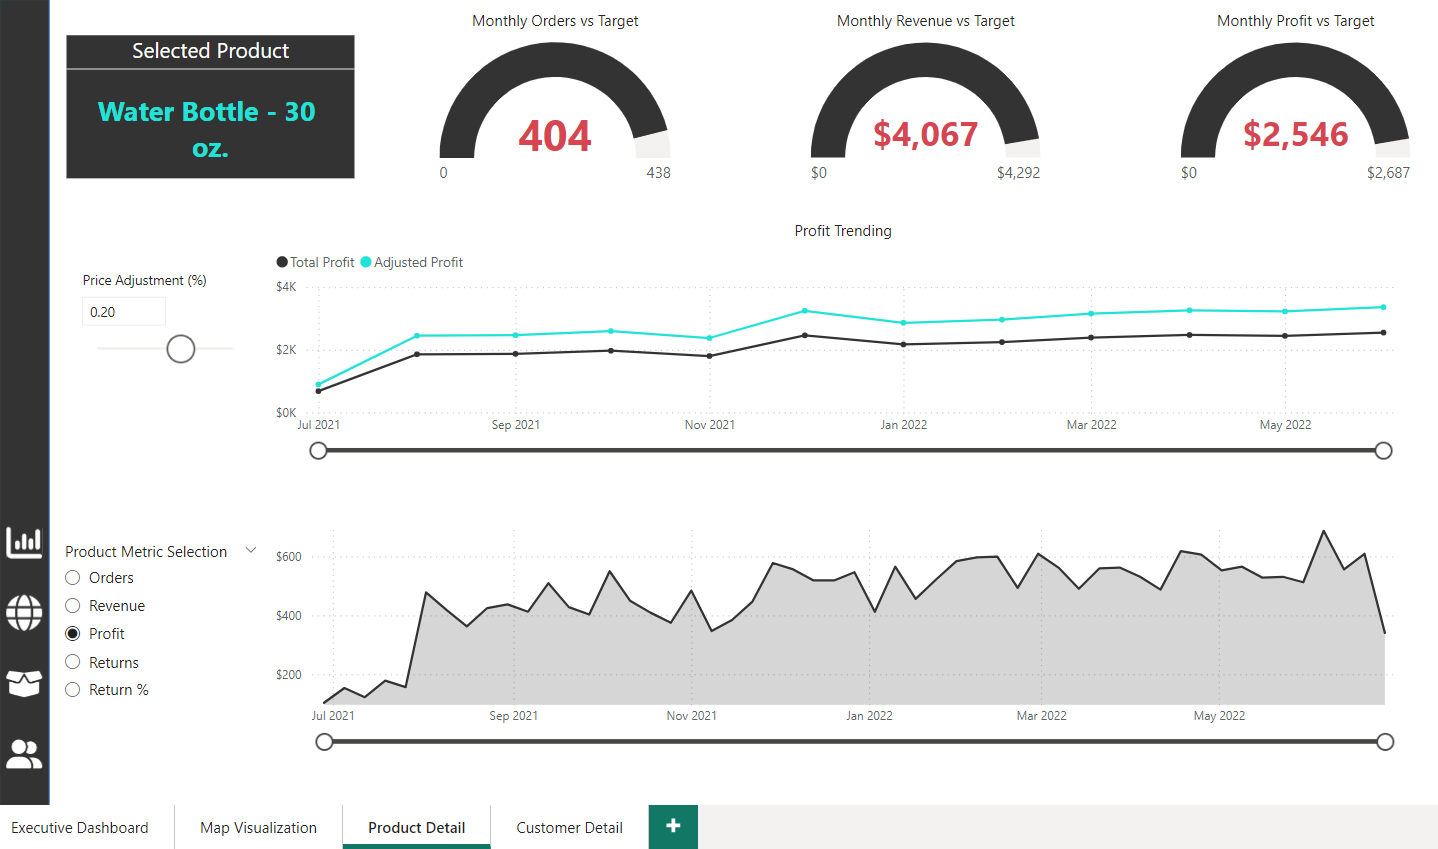 Selected Product
Water Bottle - 30
oz.
Monthly Orders vs Target
404
0
438
Monthly Revenue vs Target
$4,067
$0
$4,292
Monthly Profit vs Target
$2,546
$0
$2,687
Profit Trending
Total Profit
Adjusted Profit
Price Adjustment (%)
0.20
$4K
$2K
$0K
Jul 2021
Sep 2021
Nov 2021
Jan 2022
Mar 2022
May 2022
Product Metric Selection
Orders
Revenue
Profit
Returns
Return %
$600
$400
$200
Jul 2021
Sep 2021
Nov 2021
Jan 2022
Mar 2022
May 2022
Executive Dashboard
Map Visualization
Product Detail
Customer Detail
+